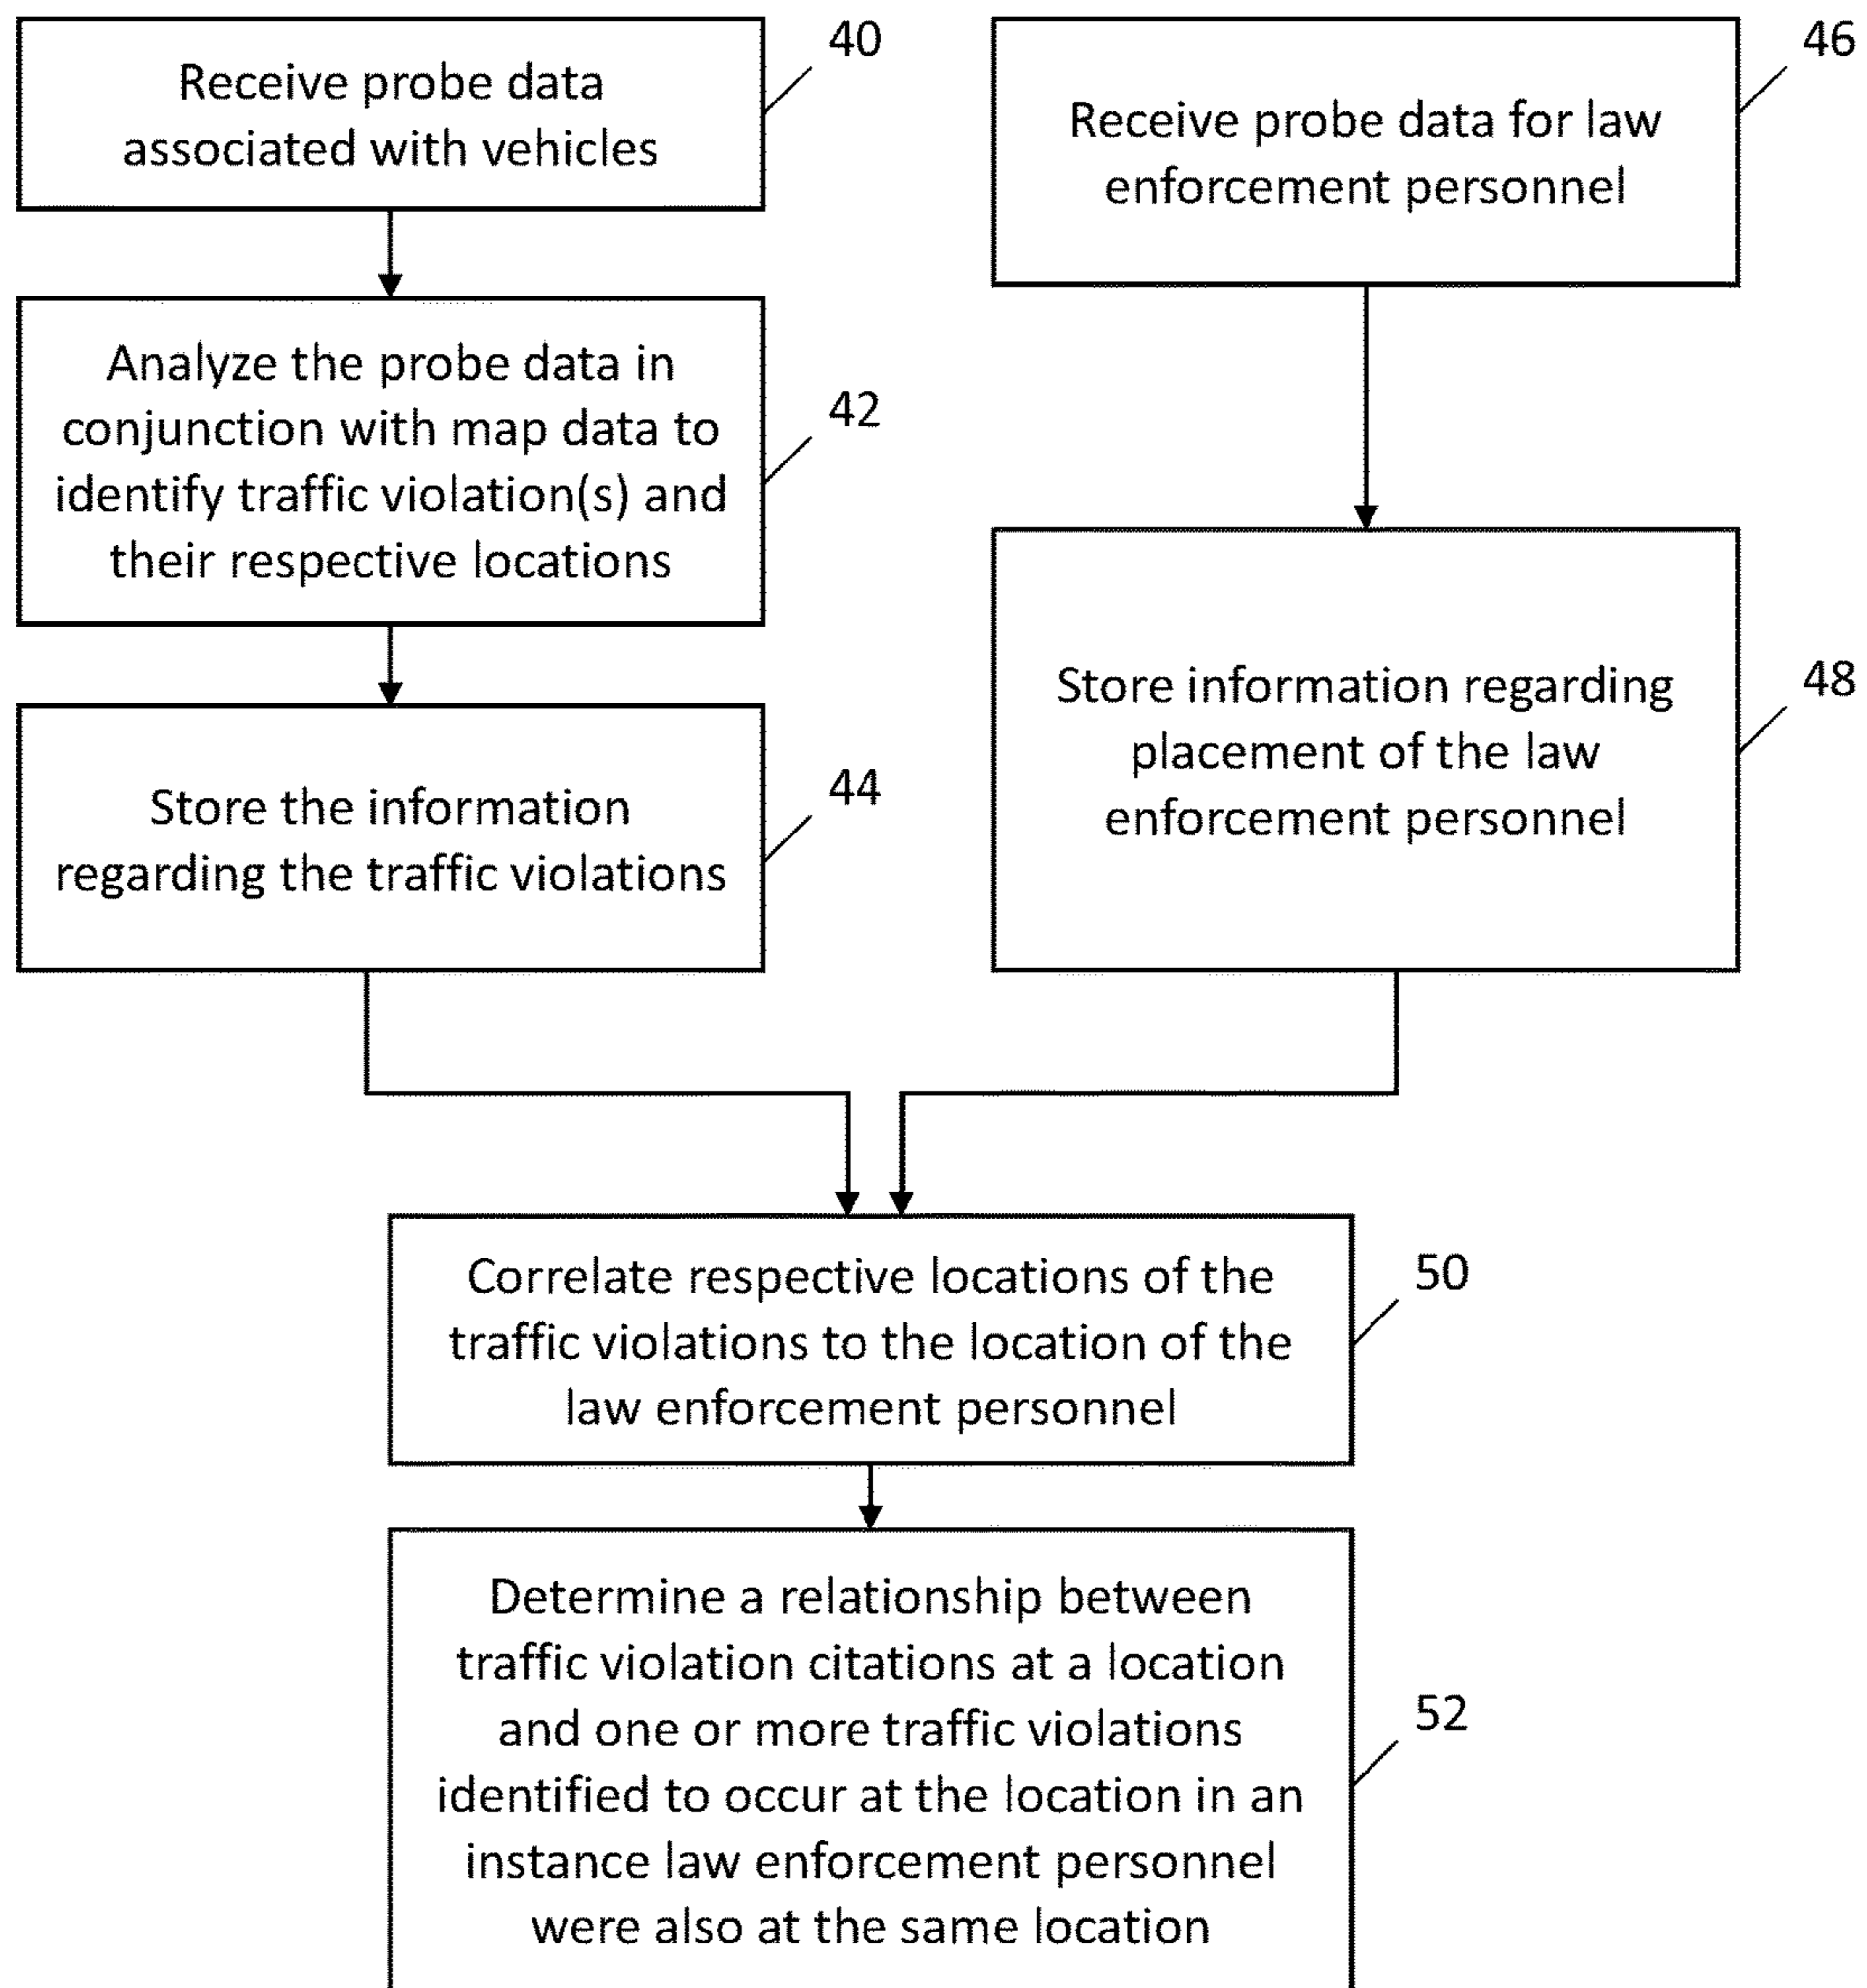 Receive probe data
associated with vehicles
40
Analyze the probe data in
conjunction with map data to
identify traffic violation(s) and
their respective locations
42
Store the information
regarding the traffic violations
44
Receive probe data for law
enforcement personnel
46
Store information regarding
placement of the law
enforcement personnel
48
Correlate respective locations of the
traffic violations to the location of the
law enforcement personnel
50
Determine a relationship between
traffic violation citations at a location
and one or more traffic violations
identified to occur at the location in an
instance law enforcement personnel
were also at the same location
52